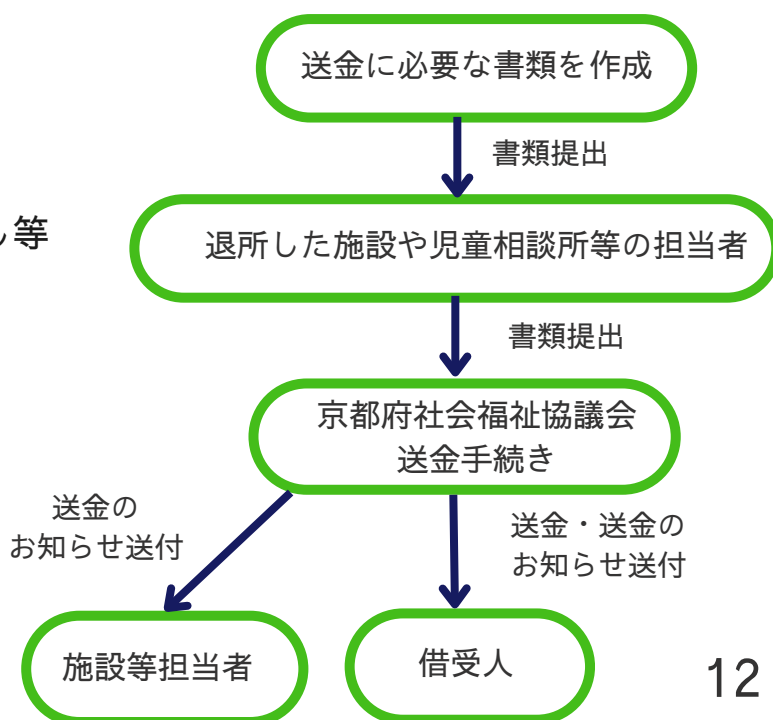 送金に必要な書類を作成
書類提出
等
退所した施設や児童相談所等の担当者
書類提出
京都府社会福祉協議会
送金手続き
送金の
お知らせ送付
送金・送金の
お知らせ送付
施設等担当者
借受人
12